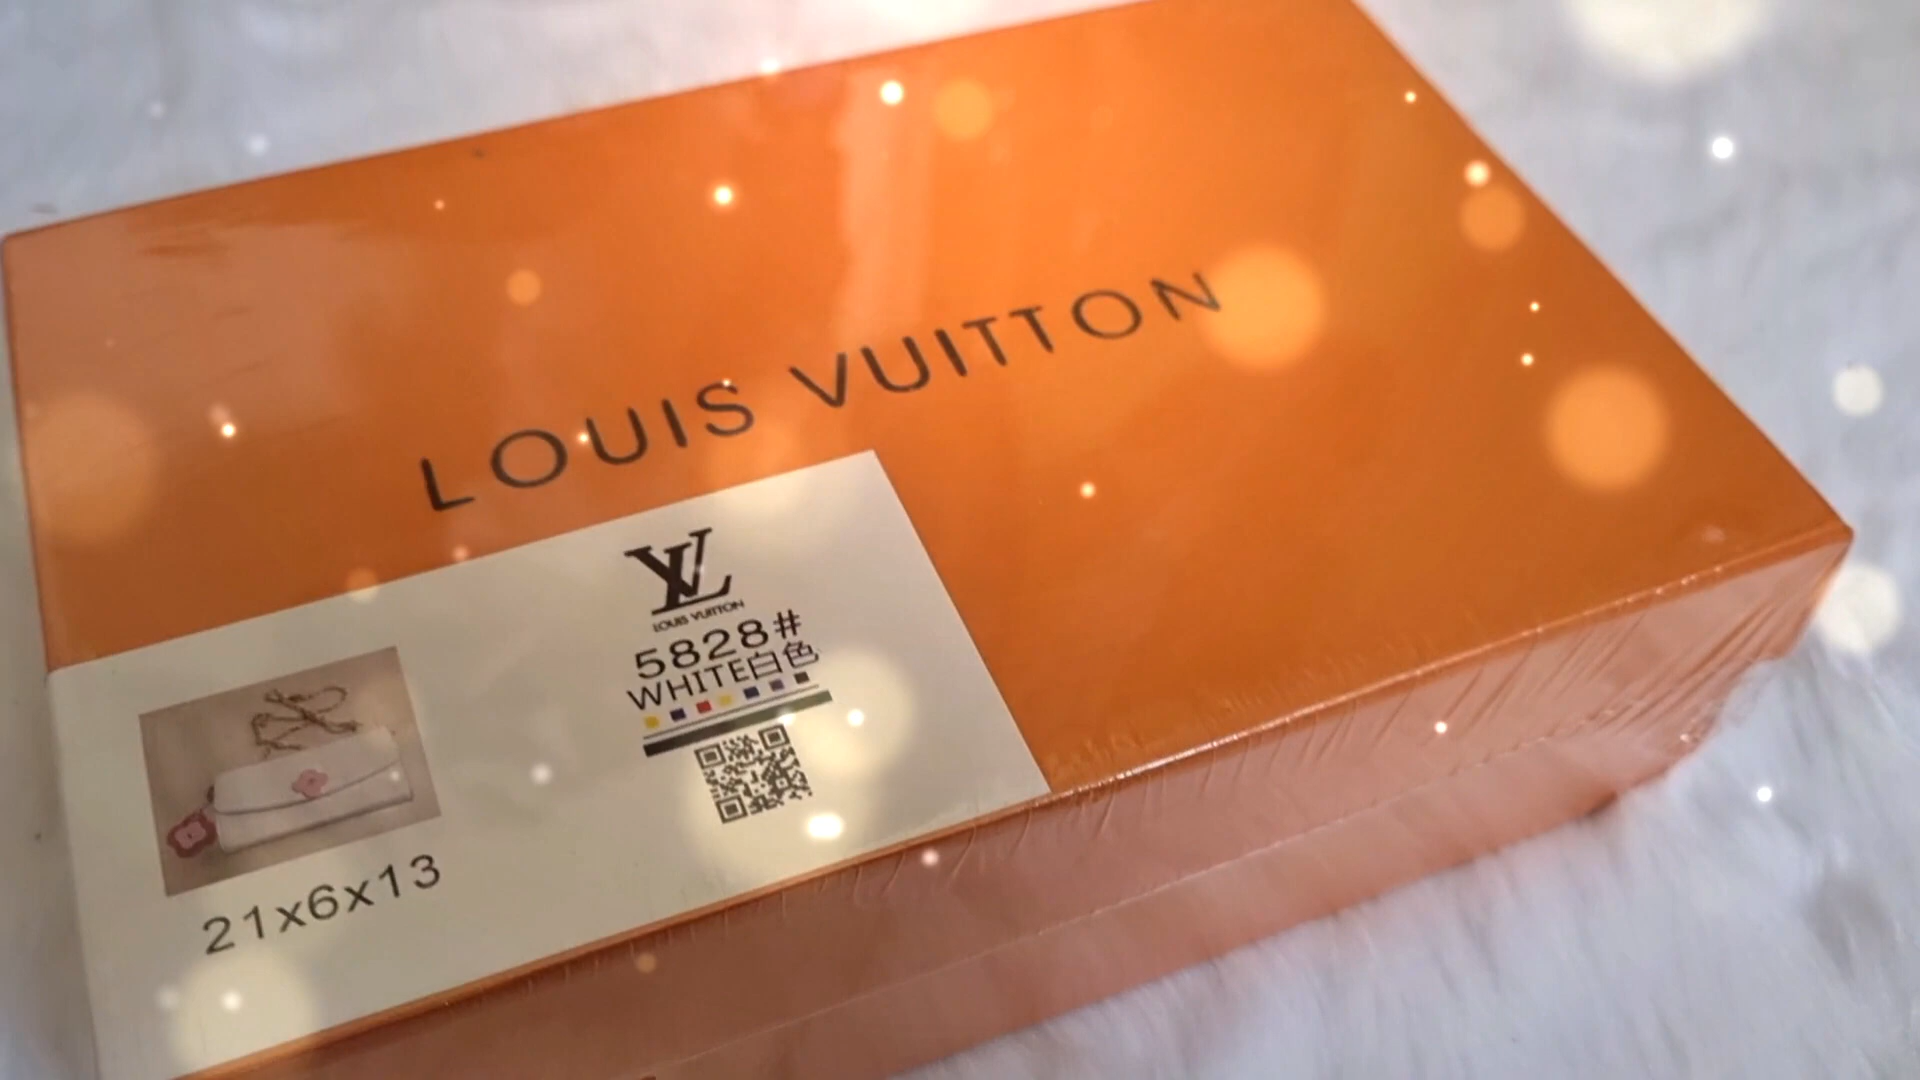 LOUIS VUITTON
LV
LOUIS VUITTON
5828#
WHITE白色
21x6x13